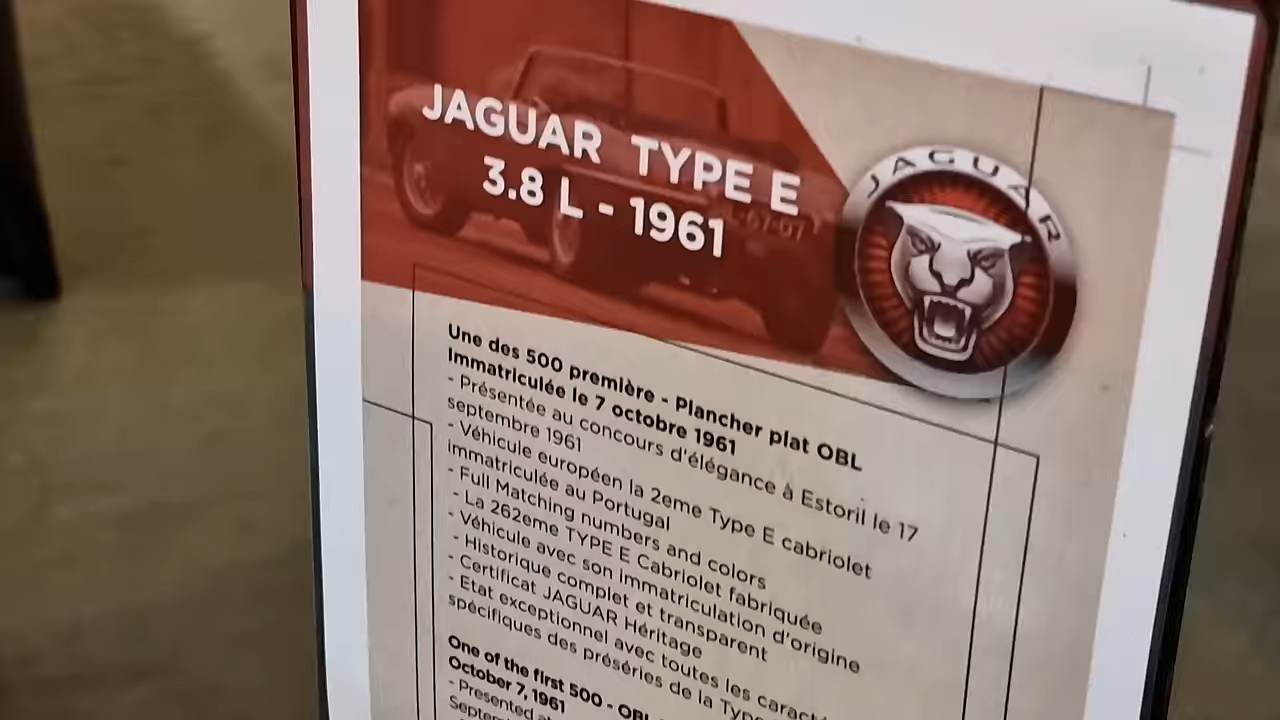 JAGUAR TYPE E
3.8 L - 1961
JAGUAR
Une des 500 première - Plancher plat OBL
Immatriculée le 7 octobre 1961
- Présentée au concours d'élégance à Estoril le 17
septembre 1961
- Véhicule européen la 2eme Type E cabriolet
immatriculée au Portugal
- Full Matching numbers and colors
- La 262eme TYPE E Cabriolet fabriquée
- Véhicule avec son immatriculation d'origine
- Historique complet et transparent
- Certificat JAGUAR Héritage
- Etat exceptionnel avec toutes les
spécifiques des préséries de la
One of the first 500 - OBL
October 7, 1961
- Presented